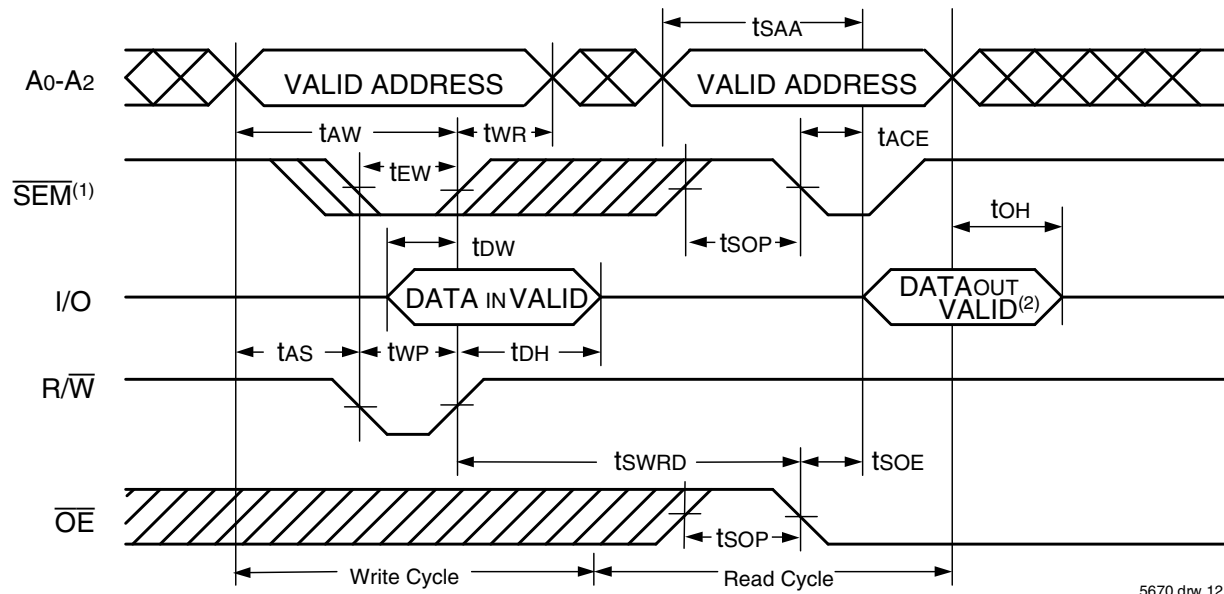 tSAA
A0-A2
VALID ADDRESS
VALID ADDRESS
tAW
tWR
tACE
tEW
SEM(1)
tOH
tDW
tSOP
I/O
DATA IN VALID
DATAOUT
VALID(2)
tAS
tWP
tDH
R/W
tSWRD
tSOE
OE
tSOP
Write Cycle
Read Cycle
5670 drw 12